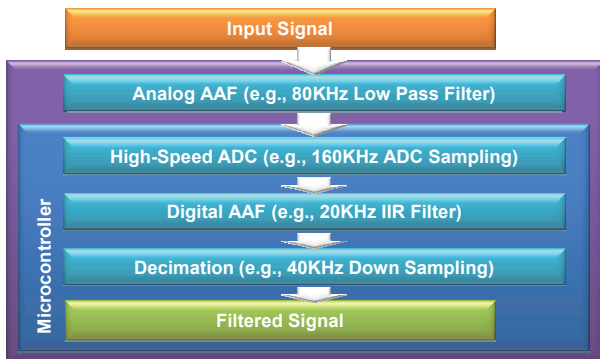 Input Signal
Analog AAF (e.g., 80KHz Low Pass Filter)
High-Speed ADC (e.g., 160KHz ADC Sampling)
Digital AAF (e.g., 20KHz IIR Filter)
Decimation (e.g., 40KHz Down Sampling)
Filtered Signal
Microcontroller